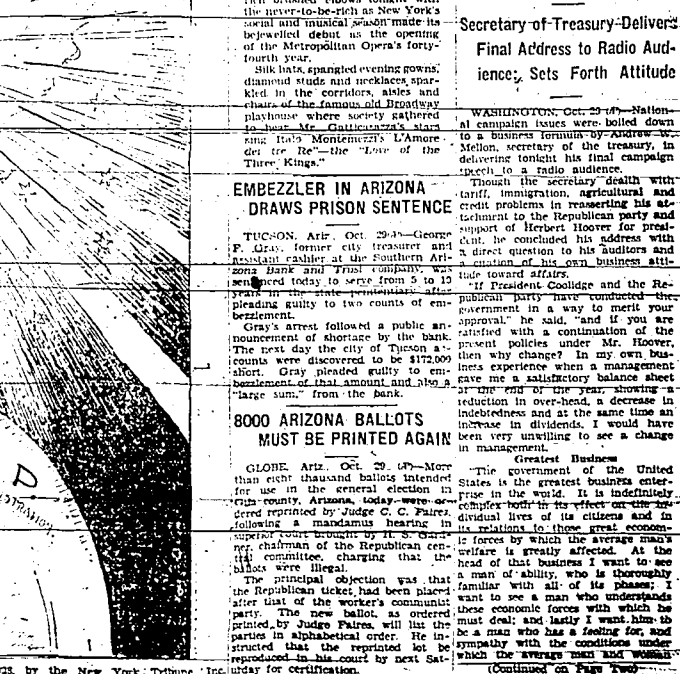 rich brushed elbows tonight with
the never-to-be-rich as New York's
social and musical season made its
bejewelled debut as the opening
of the Metropolitan Opera's forty-
fourth year.
Silk hats, spangled evening gowns,
diamond studs and necklaces spar-
kled in the corridors, aisles and
chairs of the famous old Broadway
playhouse where society gathered
to hear Mr. Gatti-Casazza's stars
sing Italo Montemezzi's L'Amore
dei tre Re"—the "Love of the
Three Kings."
EMBEZZLER IN ARIZONA
DRAWS PRISON SENTENCE
TUCSON, Ariz., Oct. 29 (AP)—George
F. Gray, former city treasurer and
assistant cashier at the Southern Ari-
zona Bank and Trust company, was
sentenced today to serve from 5 to
years in the state penitentiary after
pleading guilty to two counts of em-
bezzlement.
Gray's arrest followed a public an-
nouncement of shortage by the bank.
The next day the city of Tucson ac-
counts were discovered to be $172,000
short. Gray pleaded guilty to em-
bezzlement of that amount and also a
"large sum," from the bank.
8000 ARIZONA BALLOTS
MUST BE PRINTED AGAIN
GLOBE, Ariz., Oct. 29. (AP)—More
than eight thousand ballots intended
for use in the general election in
Gila county, Arizona, today were or-
dered reprinted by Judge C. C. Faires,
following a mandamus hearing in
superior court brought by H. S.
ner, chairman of the Republican cen-
tral committee, charging that the
ballots were illegal.
The principal objection was that
the Republican ticket had been placed
after that of the worker's communist
party. The new ballot, as ordered
printed by Judge Faires, will list the
parties in alphabetical order. He in-
structed that the reprinted lot be
reproduced in his court by next Sat-
urday for certification.
Secretary of Treasury Delivers
Final Address to Radio Aud-
ience; Sets Forth Attitude
WASHINGTON, Oct. 29 (AP)—Nation-
al campaign issues were boiled down
to a business formula by Andrew W.
Mellon, secretary of the treasury, in
delivering tonight his final campaign
speech to a radio audience.
Though the secretary dealth with
tariff, immigration, agricultural and
credit problems in reasserting his at-
tachment to the Republican party and
support of Herbert Hoover for presi-
dent, he concluded his address with
a direct question to his auditors and
a citation of his own business atti-
tude toward affairs.
"If President Coolidge and the Re-
publican party have conducted the
government in a way to merit your
approval," he said, "and if you are
satisfied with a continuation of the
present policies under Mr. Hoover,
then why change? In my own bus-
iness experience when a management
gave me a satisfactory balance sheet
at the end of the year, showing a
reduction in over-head, a decrease in
indebtedness and at the same time an
increase in dividends, I would have
been very unwilling to see a change
in management.
Greatest Business
"The government of the United
States is the greatest business enter-
prise in the world. It is indefinitely
complex both in its effect on the in-
dividual lives of its citizens and in
its relations to those great econom-
ic forces by which the average man's
welfare is greatly affected. At the
head of that business I want to see
a man of ability, who is thoroughly
familiar with all of its phases; I
want to see a man who understands
these economic forces with which he
must deal; and lastly I want him to
be a man who has a feeling for, and
sympathy with the conditions under
which the average man and woman
(Continued on Page Two)
by the New York Tribune Inc.